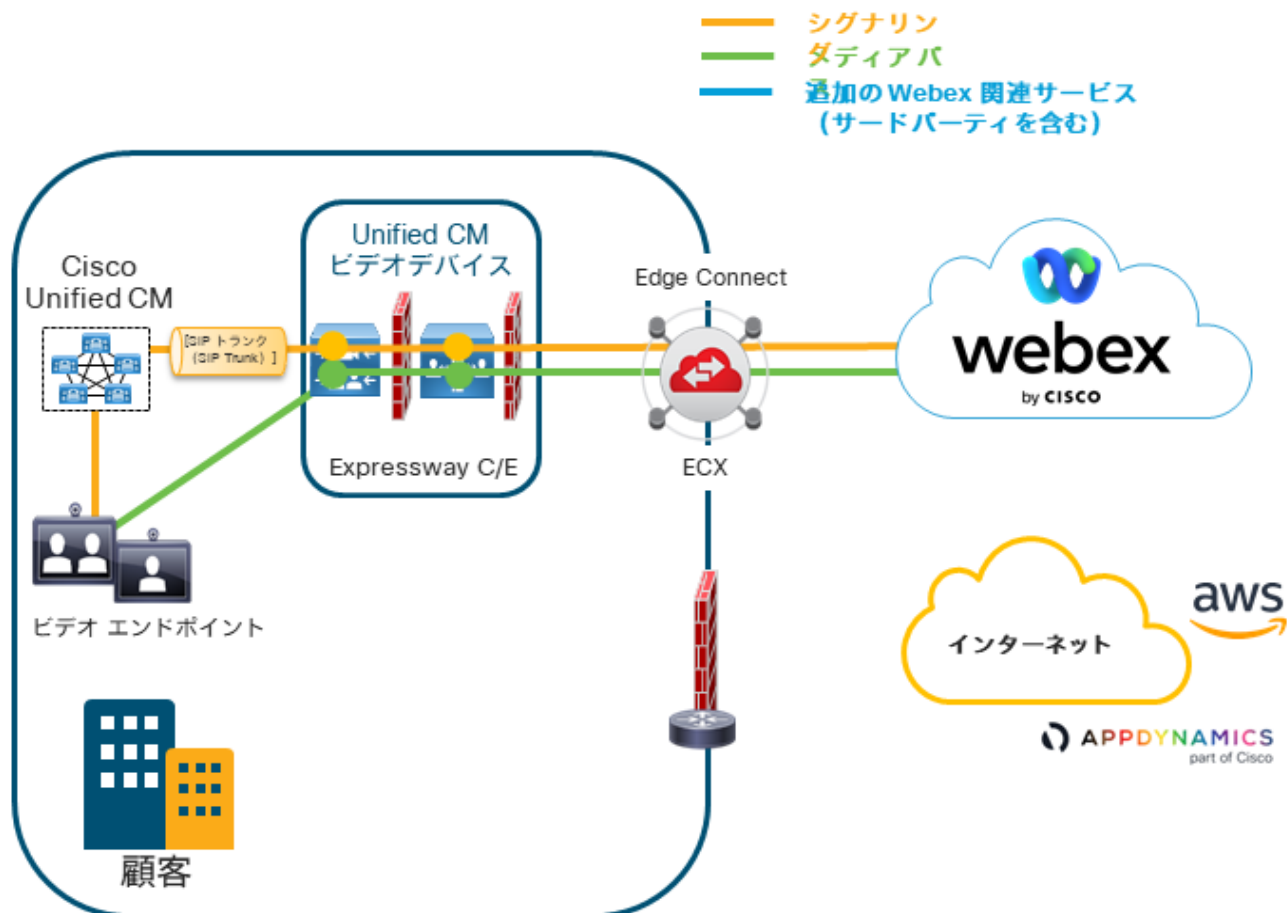 シグナリン
グ
メディア パ
ス
追加の Webex 関連サービス
（サードパーティを含む）
Unified CM
ビデオデバイス
Cisco
Unified CM
[SIP トランク
（SIP Trunk）]
Edge Connect
webex
by CISCO
Expressway C/E
ECX
ビデオ エンドポイント
インターネット
aws
APPDYNAMICS
part of Cisco
顧客